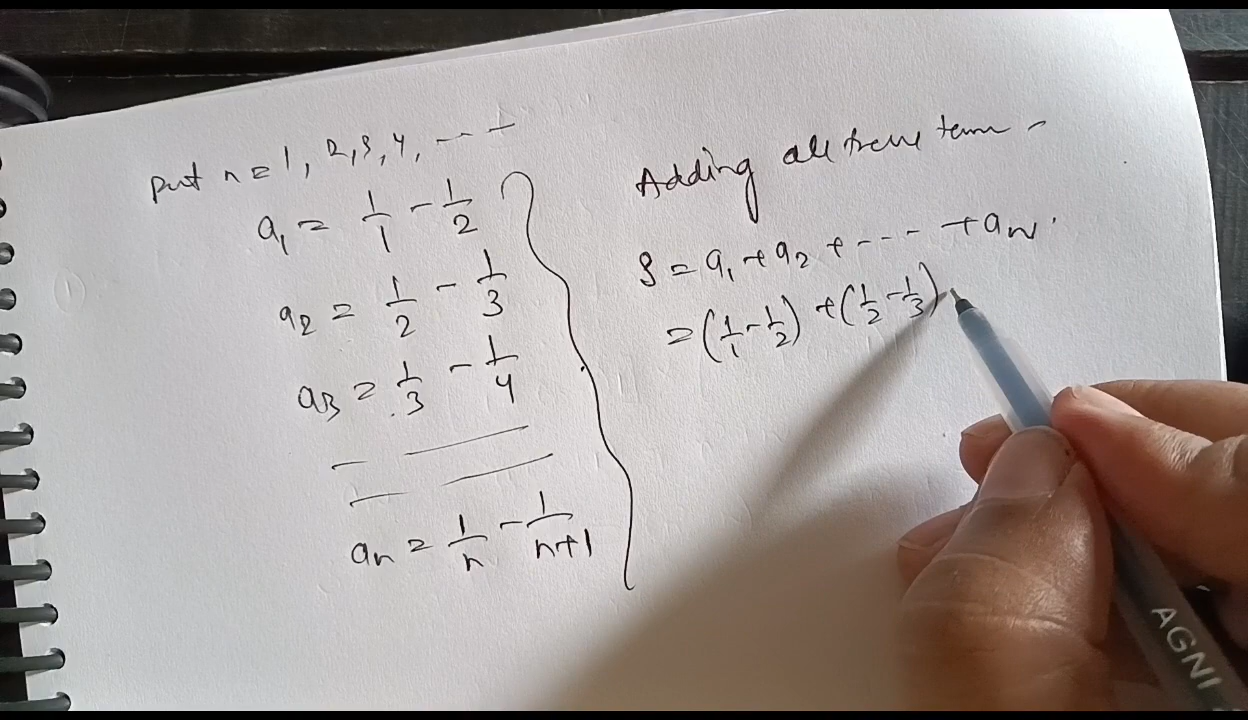 put n = 1, 2, 3, 4, ---
a₁ = 1/1 - 1/2
a₂ = 1/2 - 1/3
a₃ = 1/3 - 1/4
aₙ = 1/n - 1/n+1
Adding all term -
S = a₁ + a₂ + --- + aₙ.
= (1/1 - 1/2) + (1/2 - 1/3)
AGNI